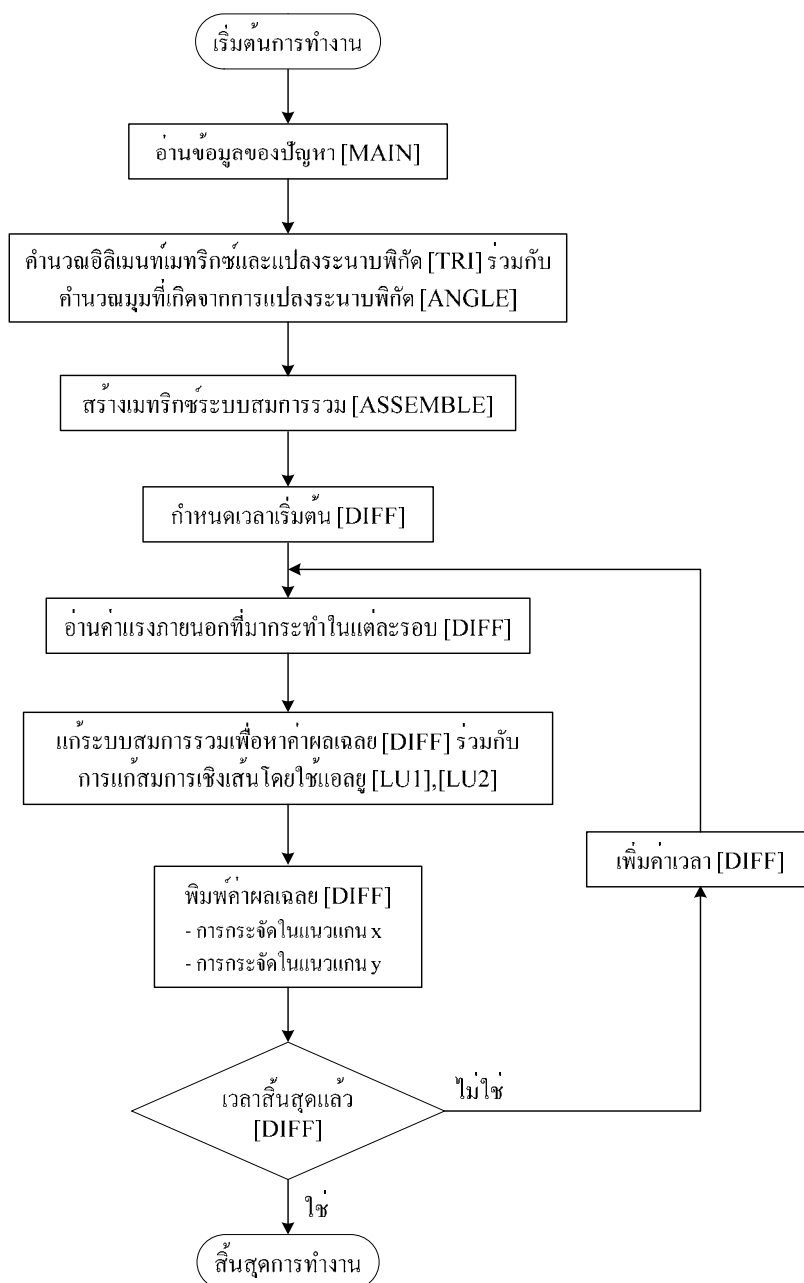 เริ่มต้นการทำงาน
อ่านข้อมูลของปัญหา [MAIN]
คำนวณอิลิเมนท์เมทริกซ์และแปลงระนาบพิกัด [TRI] ร่วมกับ
คำนวณมุมที่เกิดจากการแปลงระนาบพิกัด [ANGLE]
สร้างเมทริกซ์ระบบสมการรวม [ASSEMBLE]
กำหนดเวลาเริ่มต้น [DIFF]
อ่านค่าแรงภายนอกที่มากระทำในแต่ละรอบ [DIFF]
แก้ระบบสมการรวมเพื่อหาค่าผลเฉลย [DIFF] ร่วมกับ
การแก้สมการเชิงเส้นโดยใช้แอลยู [LU1],[LU2]
เพิ่มค่าเวลา [DIFF]
พิมพ์ค่าผลเฉลย [DIFF]
- การกระจัดในแนวแกน x
- การกระจัดในแนวแกน y
เวลาสิ้นสุดแล้ว
[DIFF]
ไม่ใช่
ใช่
สิ้นสุดการทำงาน